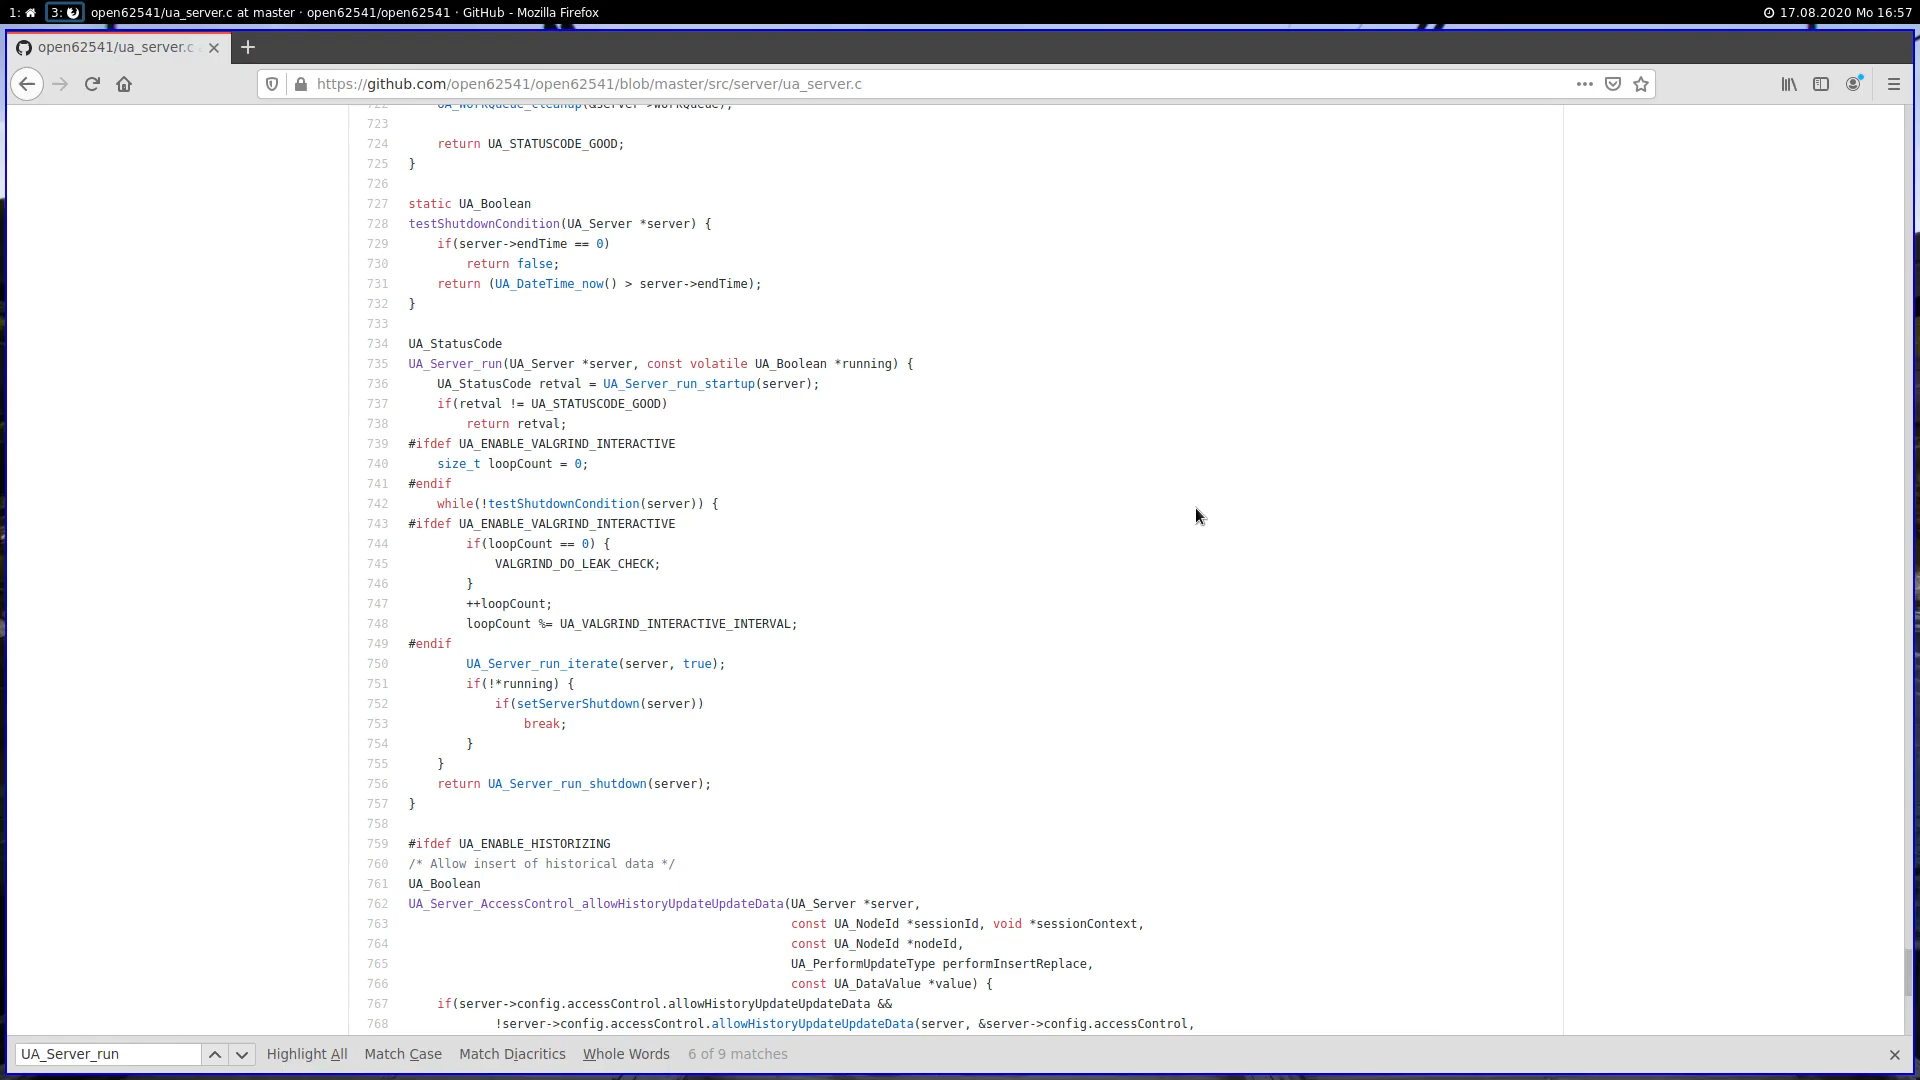 1:
3:
open62541/ua_server.c at master · open62541/open62541 · GitHub - Mozilla Firefox
17.08.2020 Mo 16:57
open62541/ua_server.c
https://github.com/open62541/open62541/blob/master/src/server/ua_server.c
722     UA_WorkQueue_cleanup(&server->workQueue);
723
724     return UA_STATUSCODE_GOOD;
725 }
726
727 static UA_Boolean
728 testShutdownCondition(UA_Server *server) {
729     if(server->endTime == 0)
730         return false;
731     return (UA_DateTime_now() > server->endTime);
732 }
733
734 UA_StatusCode
735 UA_Server_run(UA_Server *server, const volatile UA_Boolean *running) {
736     UA_StatusCode retval = UA_Server_run_startup(server);
737     if(retval != UA_STATUSCODE_GOOD)
738         return retval;
739 #ifdef UA_ENABLE_VALGRIND_INTERACTIVE
740     size_t loopCount = 0;
741 #endif
742     while(!testShutdownCondition(server)) {
743 #ifdef UA_ENABLE_VALGRIND_INTERACTIVE
744         if(loopCount == 0) {
745             VALGRIND_DO_LEAK_CHECK;
746         }
747         ++loopCount;
748         loopCount %= UA_VALGRIND_INTERACTIVE_INTERVAL;
749 #endif
750         UA_Server_run_iterate(server, true);
751         if(!*running) {
752             if(setServerShutdown(server))
753                 break;
754         }
755     }
756     return UA_Server_run_shutdown(server);
757 }
758
759 #ifdef UA_ENABLE_HISTORIZING
760 /* Allow insert of historical data */
761 UA_Boolean
762 UA_Server_AccessControl_allowHistoryUpdateUpdateData(UA_Server *server,
763                                                      const UA_NodeId *sessionId, void *sessionContext,
764                                                      const UA_NodeId *nodeId,
765                                                      UA_PerformUpdateType performInsertReplace,
766                                                      const UA_DataValue *value) {
767     if(server->config.accessControl.allowHistoryUpdateUpdateData &&
768             !server->config.accessControl.allowHistoryUpdateUpdateData(server, &server->config.accessControl,
UA_Server_run
Highlight All
Match Case
Match Diacritics
Whole Words
6 of 9 matches